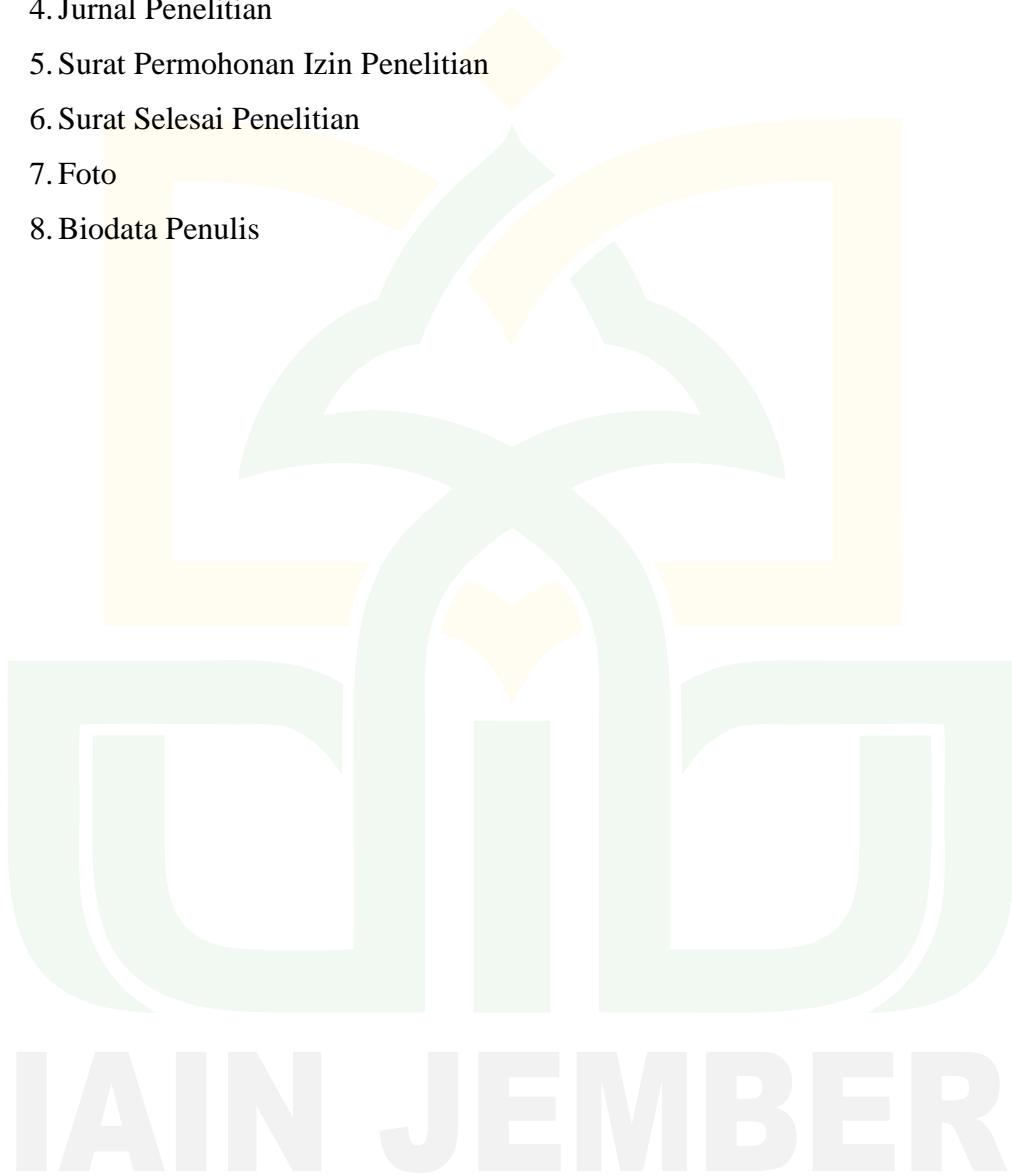 4. Jurnal Penelitian
5. Surat Permohonan Izin Penelitian
6. Surat Selesai Penelitian
7. Foto
8. Biodata Penulis
IAIN JEMBER